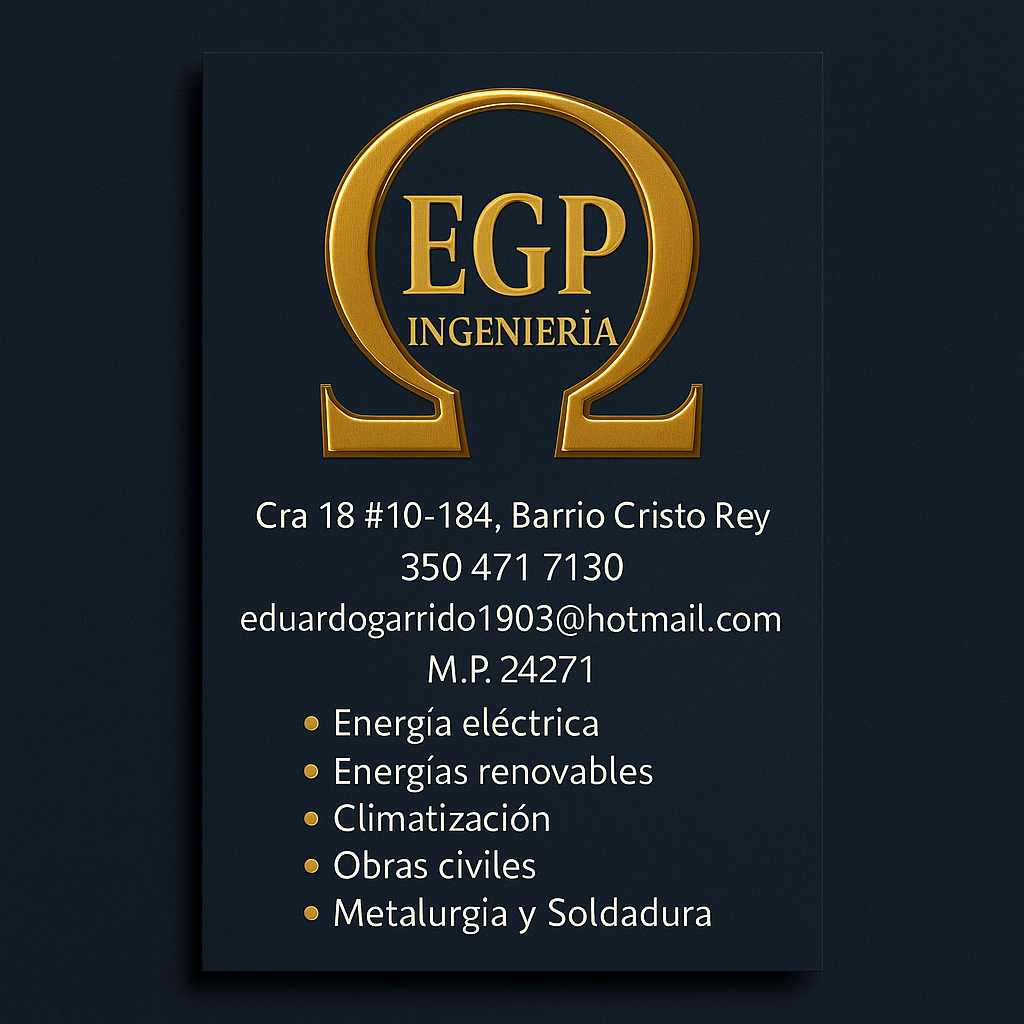 EGP
INGENIERÍA
Cra 18 #10-184, Barrio Cristo Rey
350 471 7130
eduardogarrido1903@hotmail.com
M.P. 24271
• Energía eléctrica
• Energías renovables
• Climatización
• Obras civiles
• Metalurgia y Soldadura